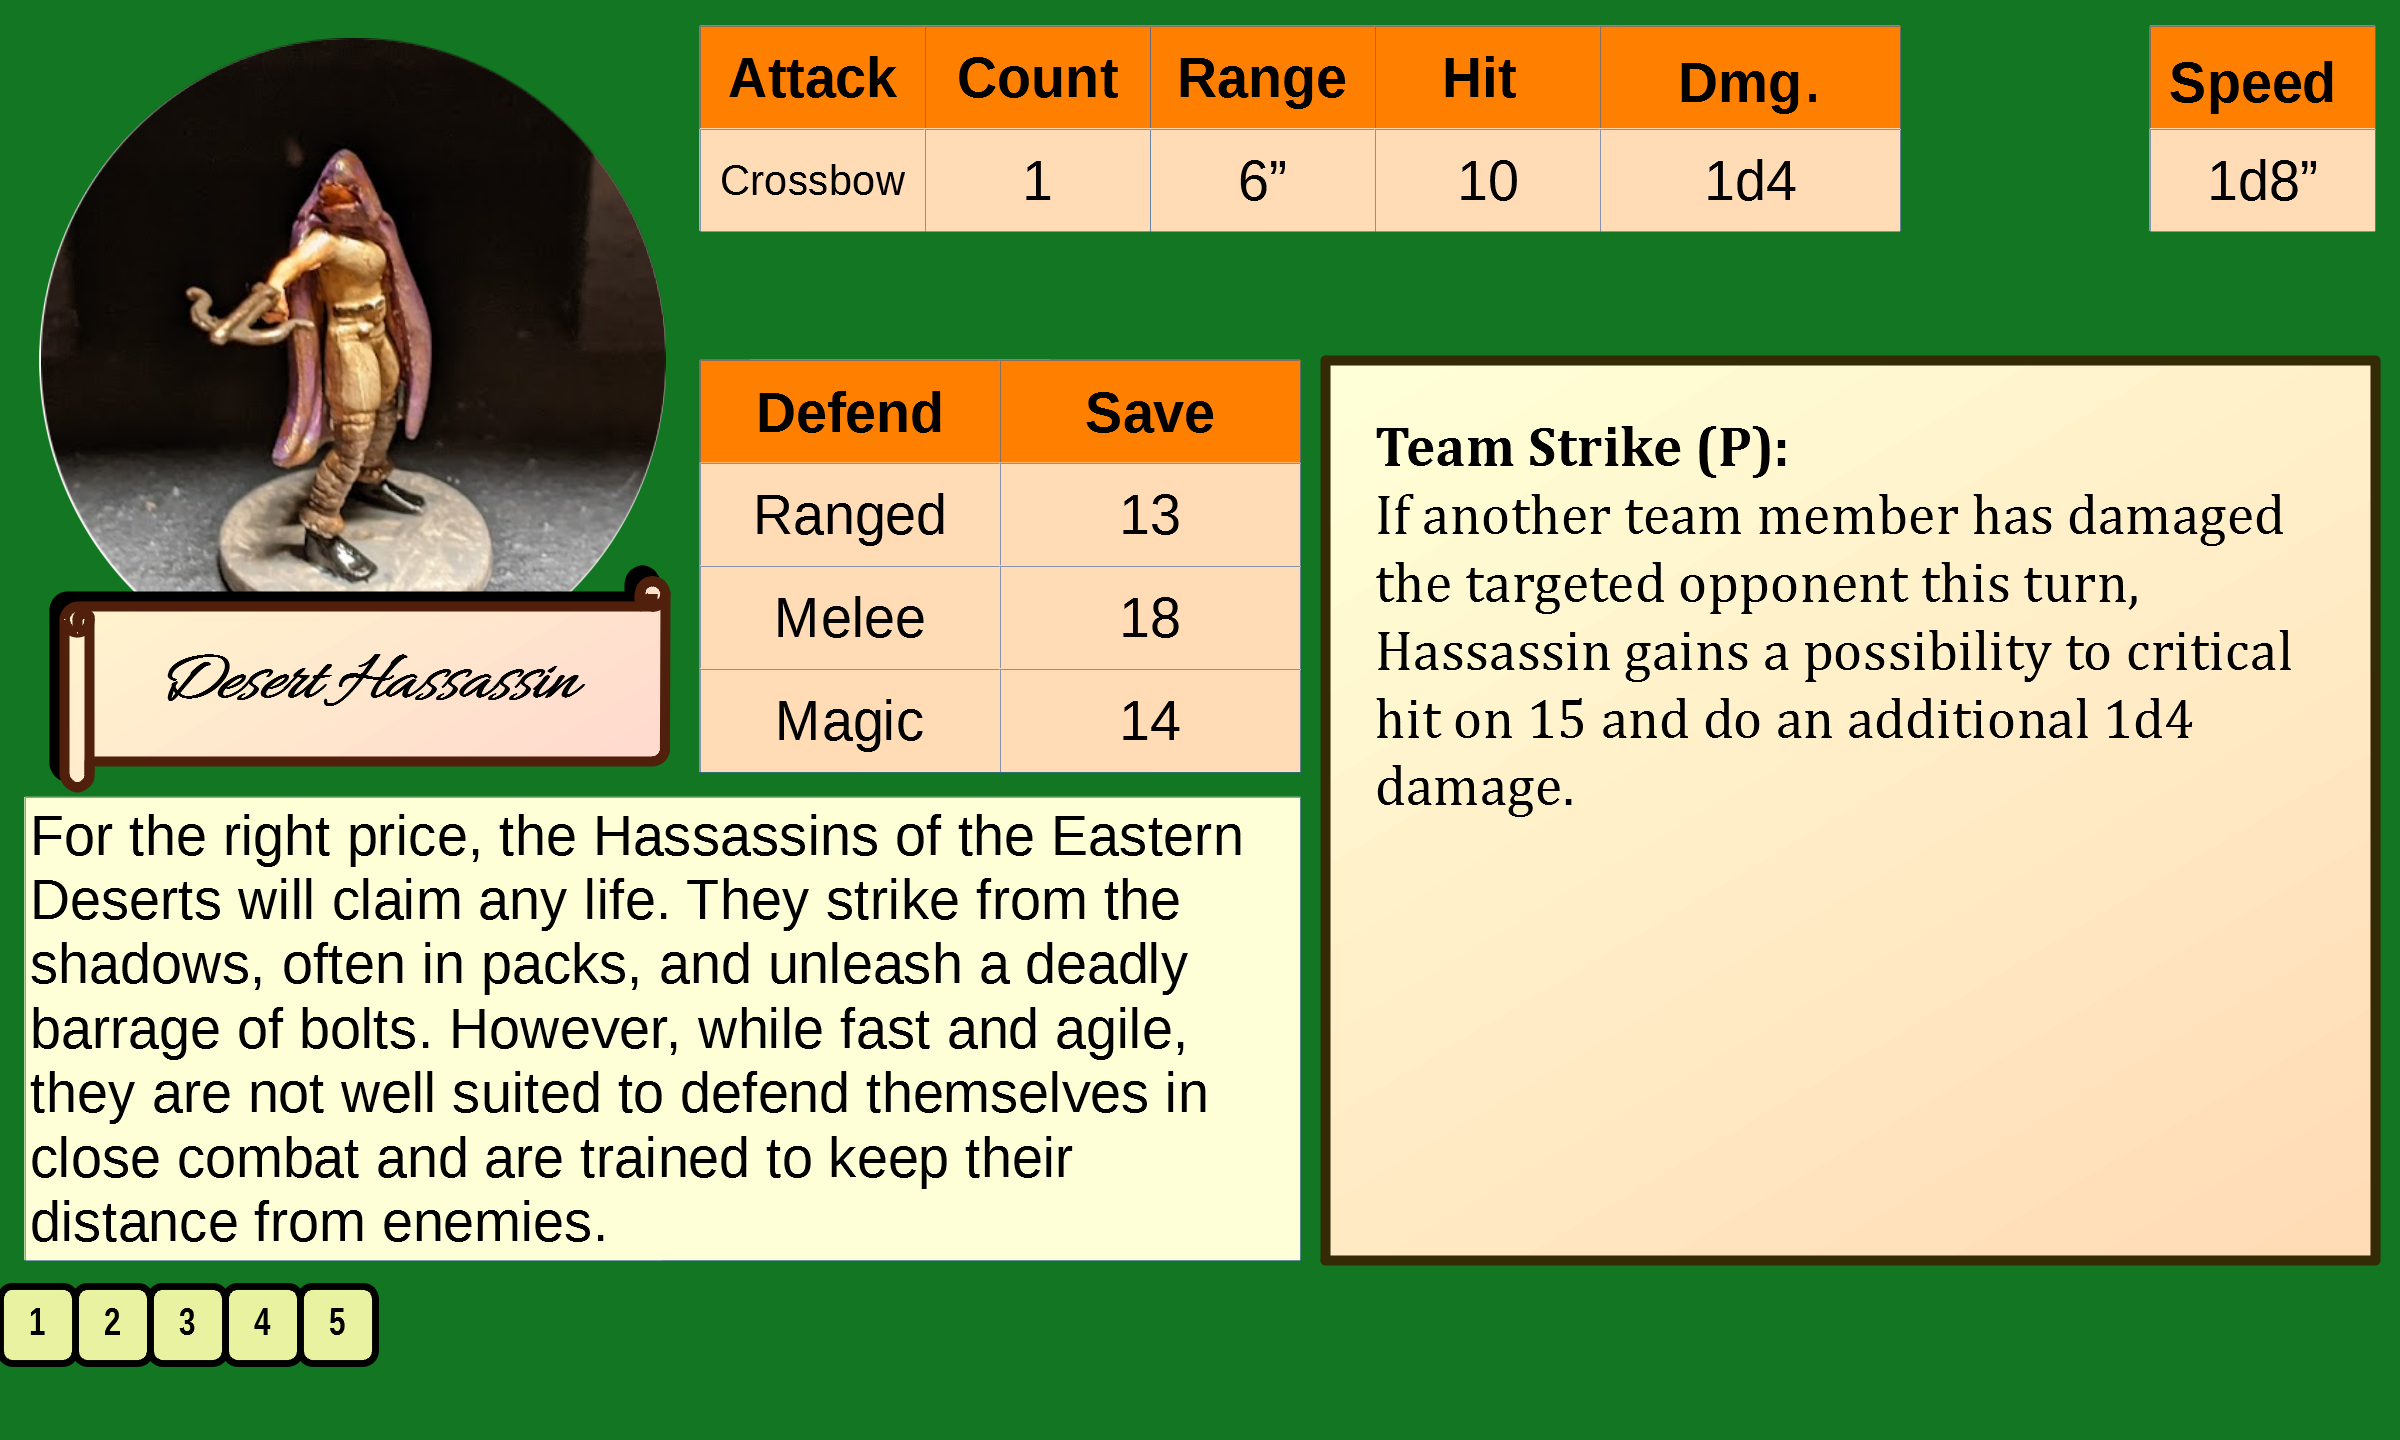 Attack Count Range Hit Dmg.
Crossbow 1 6” 10 1d4
Speed
1d8”
Desert Hassassin
Defend Save
Ranged 13
Melee 18
Magic 14
Team Strike (P):
If another team member has damaged
the targeted opponent this turn,
Hassassin gains a possibility to critical
hit on 15 and do an additional 1d4
damage.
For the right price, the Hassassins of the Eastern
Deserts will claim any life. They strike from the
shadows, often in packs, and unleash a deadly
barrage of bolts. However, while fast and agile,
they are not well suited to defend themselves in
close combat and are trained to keep their
distance from enemies.
1 2 3 4 5